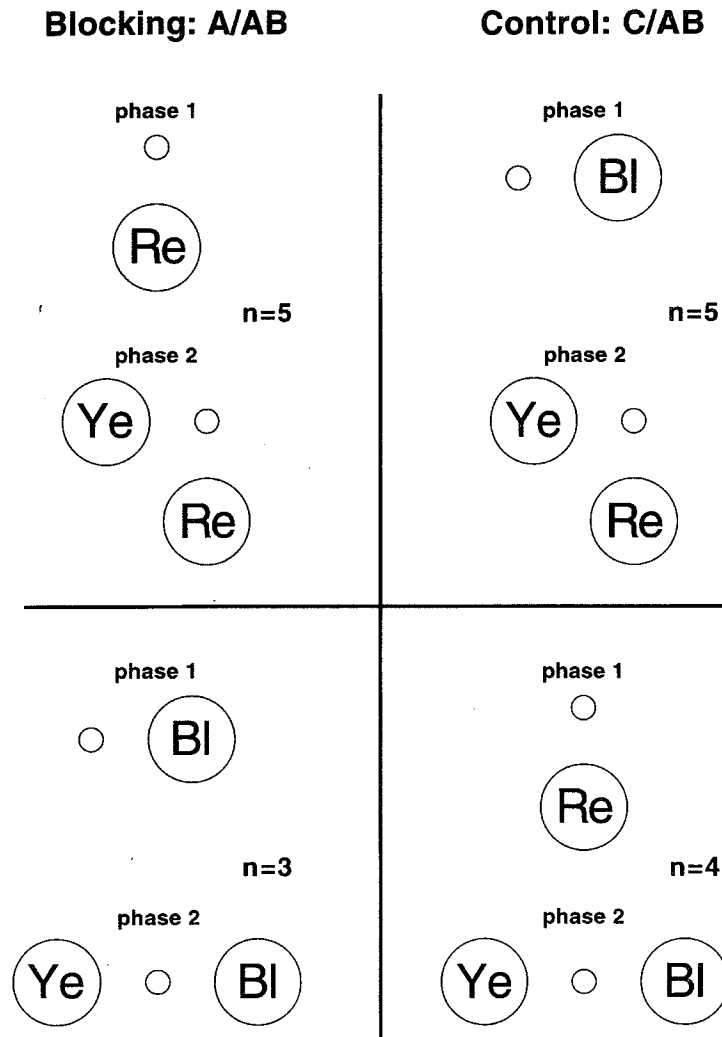 Blocking: A/AB
Control: C/AB
phase 1
Re
n=5
phase 2
Ye
Re
phase 1
Bl
n=5
phase 2
Ye
Re
phase 1
Bl
n=3
phase 2
Ye
Bl
phase 1
Re
n=4
phase 2
Ye
Bl